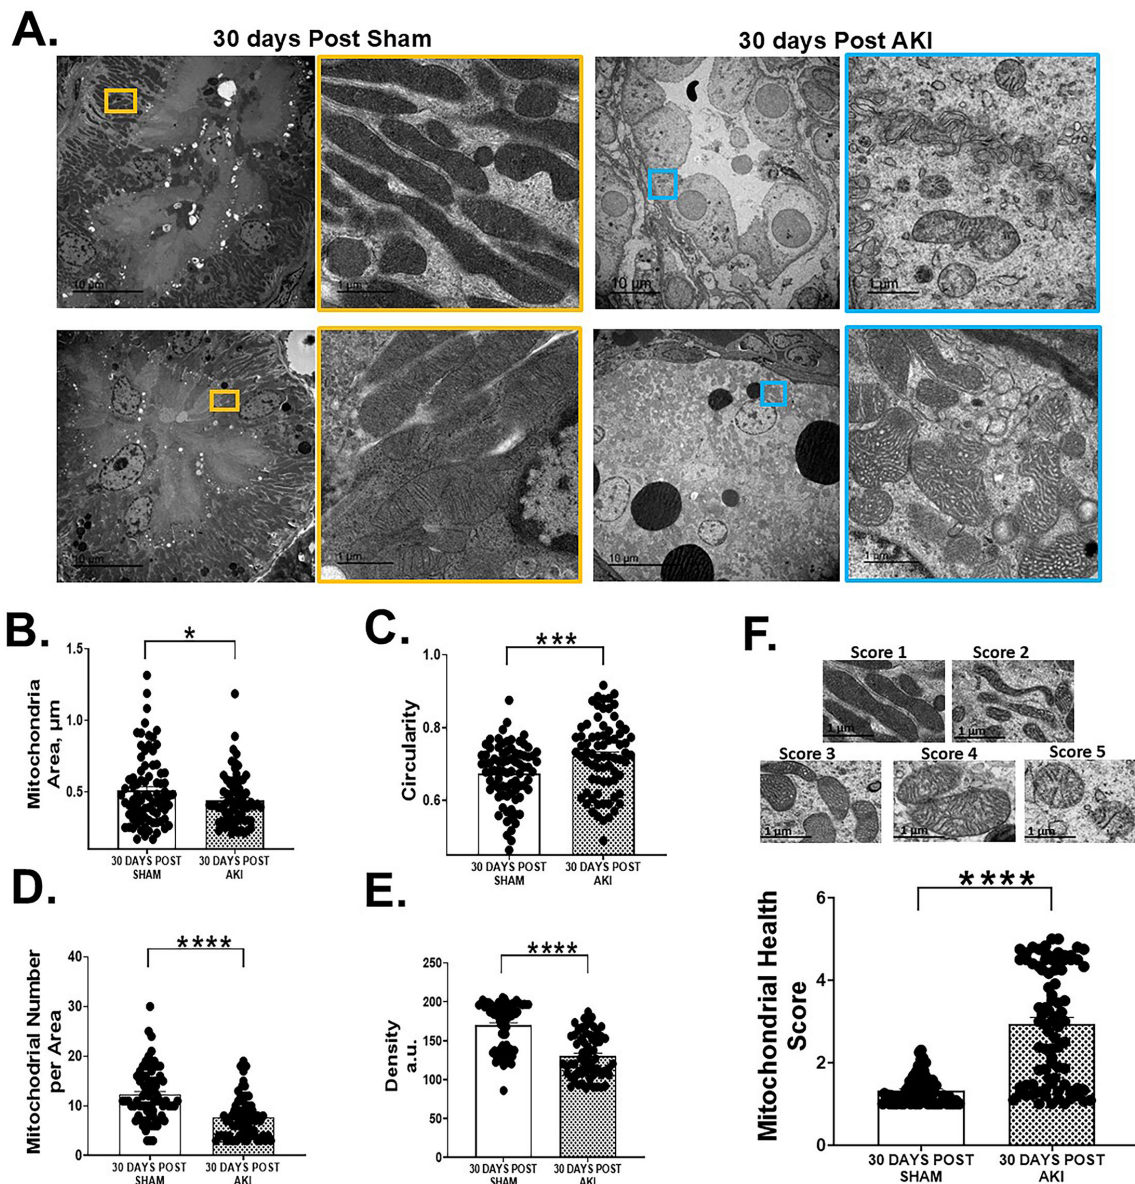 A.
30 days Post Sham
30 days Post AKI
10 µm
1 µm
10 µm
1 µm
10 µm
1 µm
10 µm
1 µm
B.
*
Mitochondria
Area, µm
1.5
1.0
0.5
30 DAYS POST
SHAM
30 DAYS POST
AKI
C.
***
Circularity
1.0
0.8
0.6
30 DAYS POST
SHAM
30 DAYS POST
AKI
D.
****
Mitochodrial Number
per Area
40
30
20
10
0
30 DAYS POST
SHAM
30 DAYS POST
AKI
E.
****
Density
a.u.
250
200
150
100
50
0
30 DAYS POST
SHAM
30 DAYS POST
AKI
F.
Score 1
Score 2
1 µm
1 µm
Score 3
Score 4
Score 5
1 µm
1 µm
1 µm
****
Mitochondrial Health
Score
6
4
2
0
30 DAYS POST
SHAM
30 DAYS POST
AKI